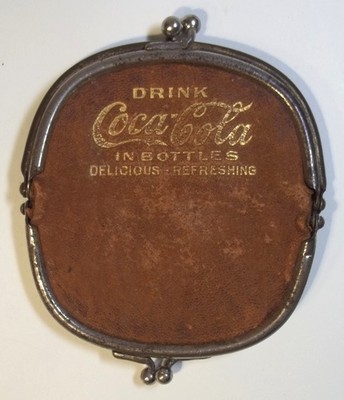 DRINK
Coca-Cola
IN BOTTLES
DELICIOUS·REFRESHING